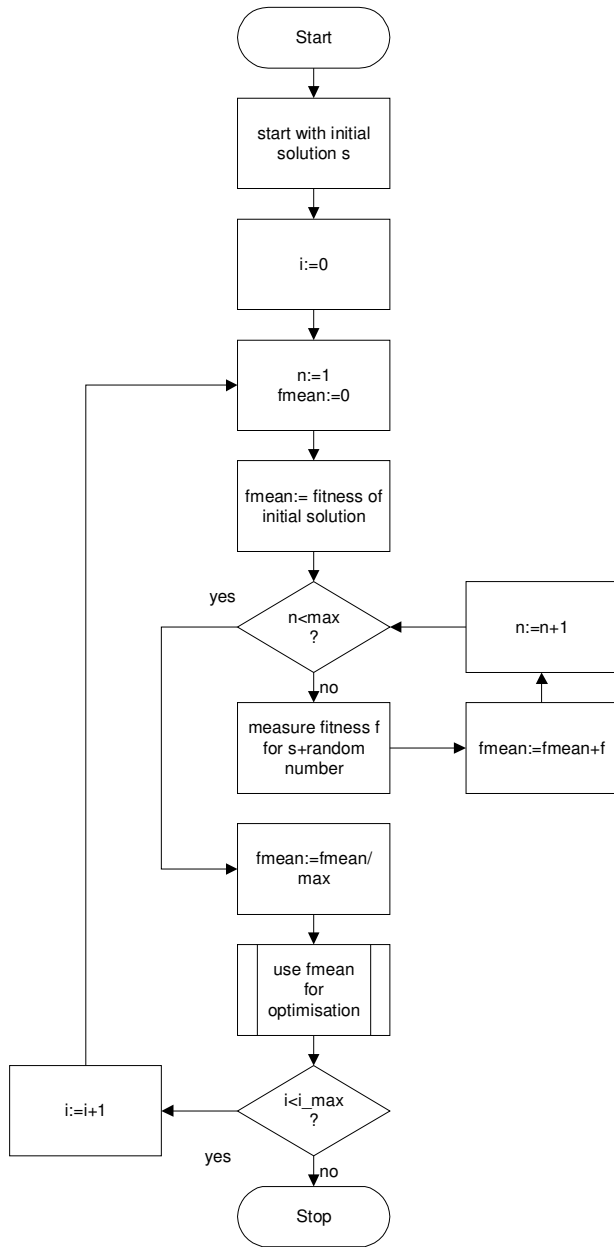 Start
start with initial
solution s
i:=0
n:=1
fmean:=0
fmean:= fitness of
initial solution
yes
n<max
?
n:=n+1
no
measure fitness f
for s+random
number
fmean:=fmean+f
fmean:=fmean/
max
use fmean
for
optimisation
i<i_max
?
i:=i+1
yes
no
Stop